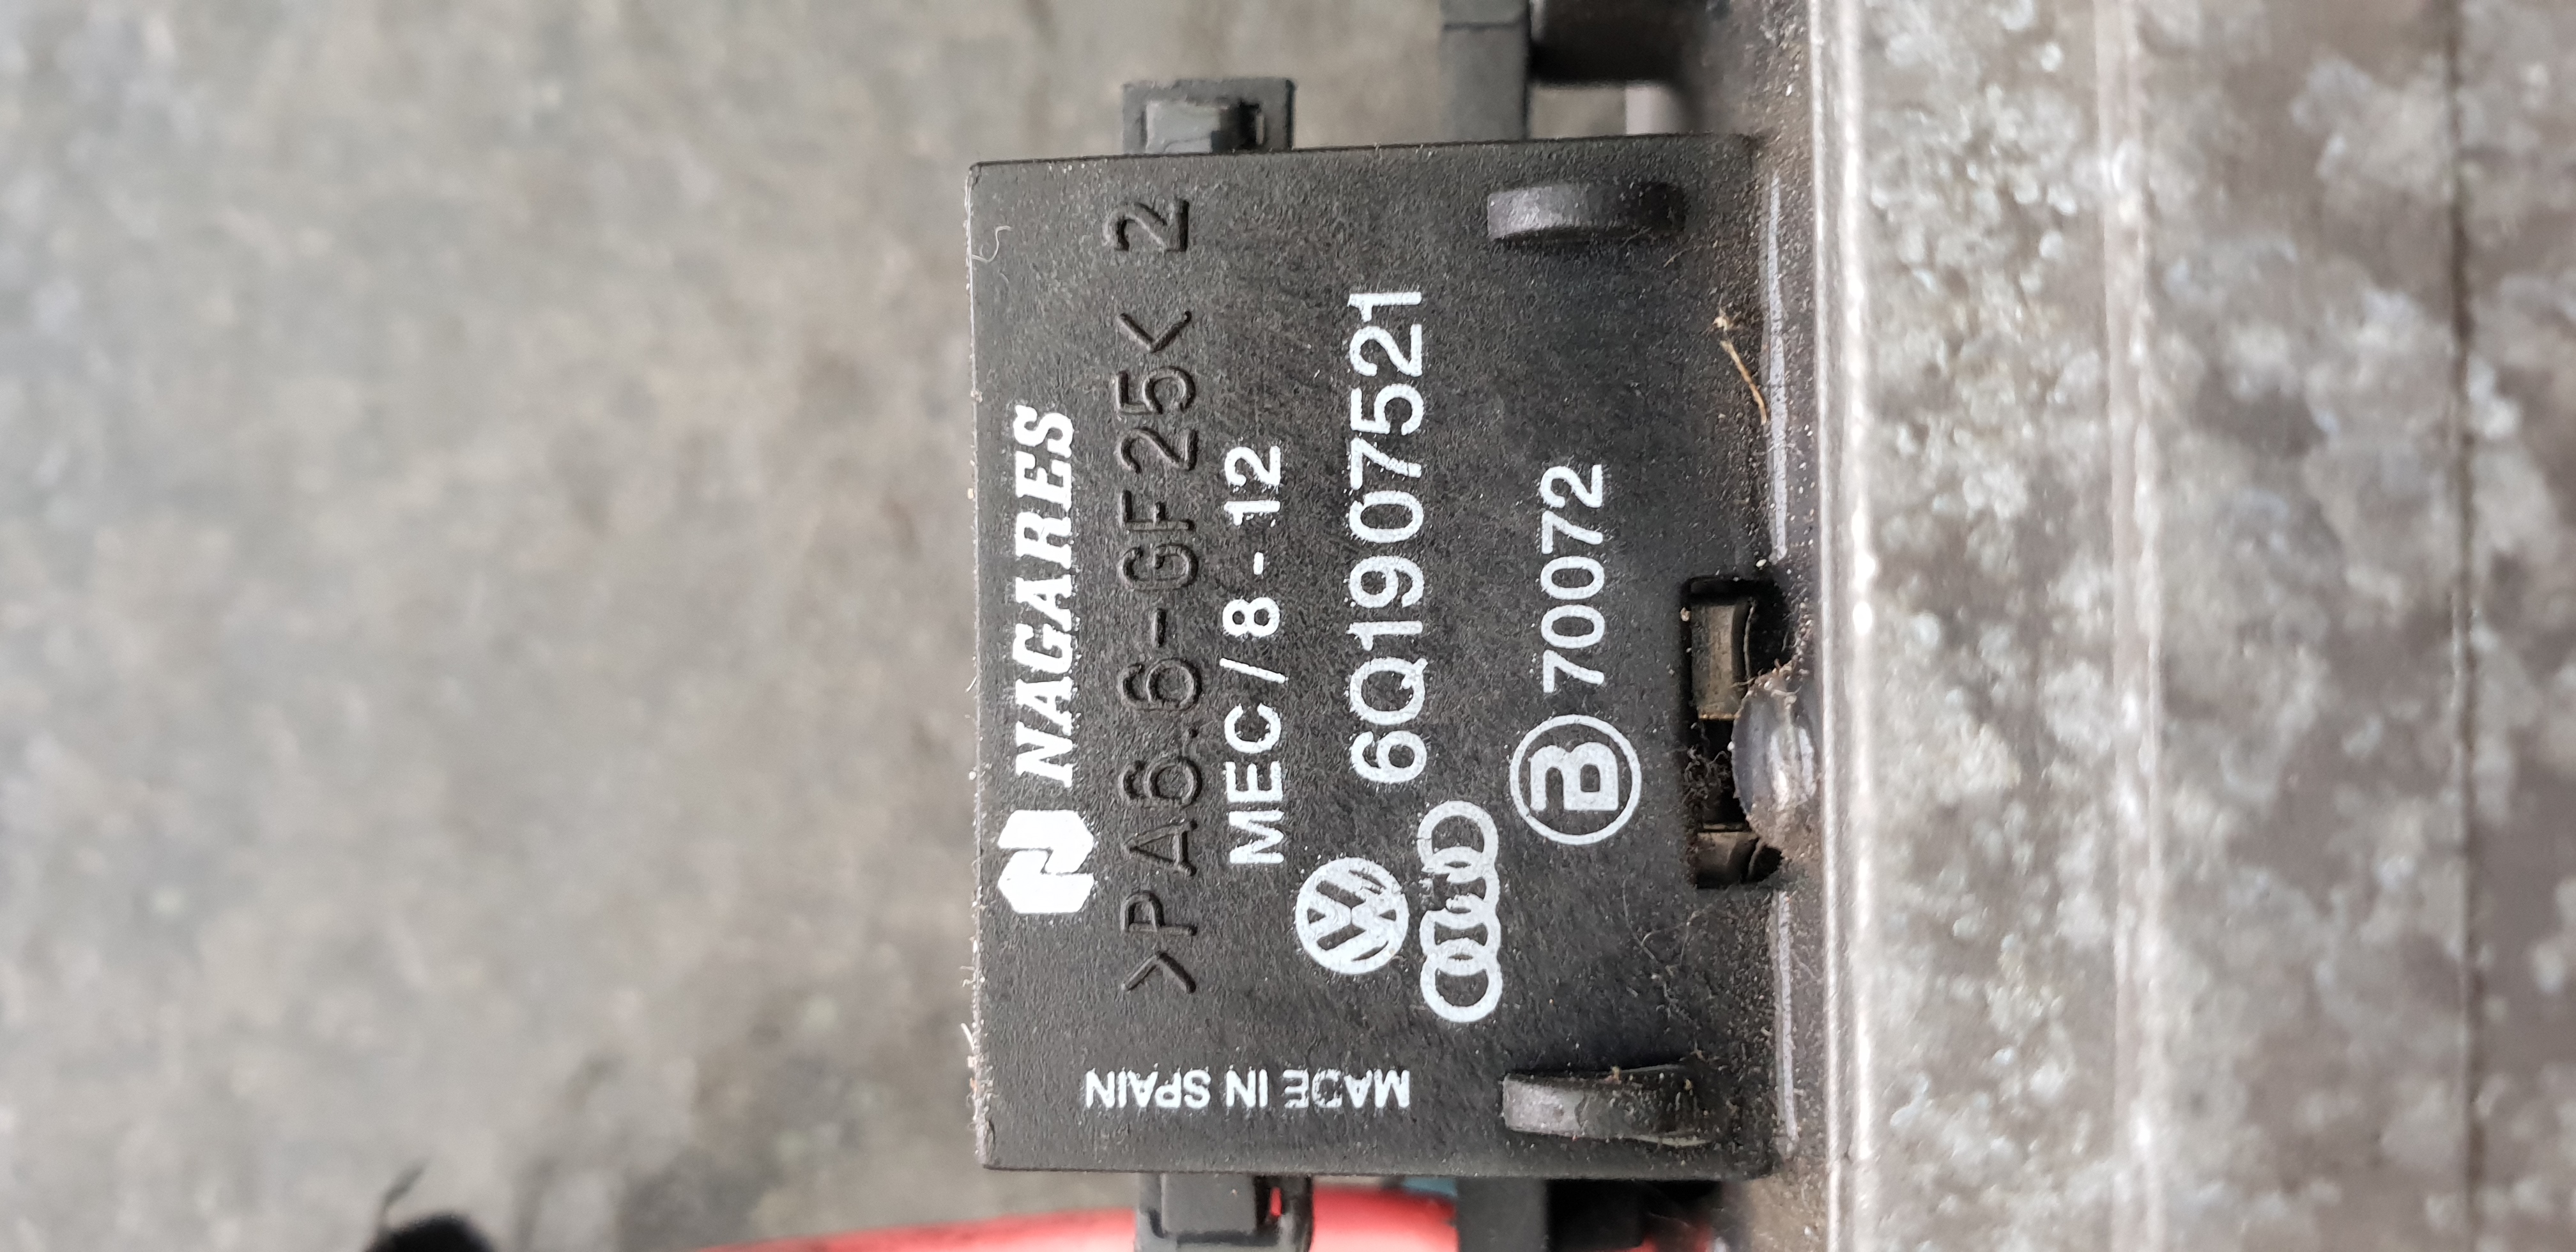 NAGARES
>PA6.6-GF25< 2
MEC/8-12
6Q1907521
B 70072
MADE IN SPAIN